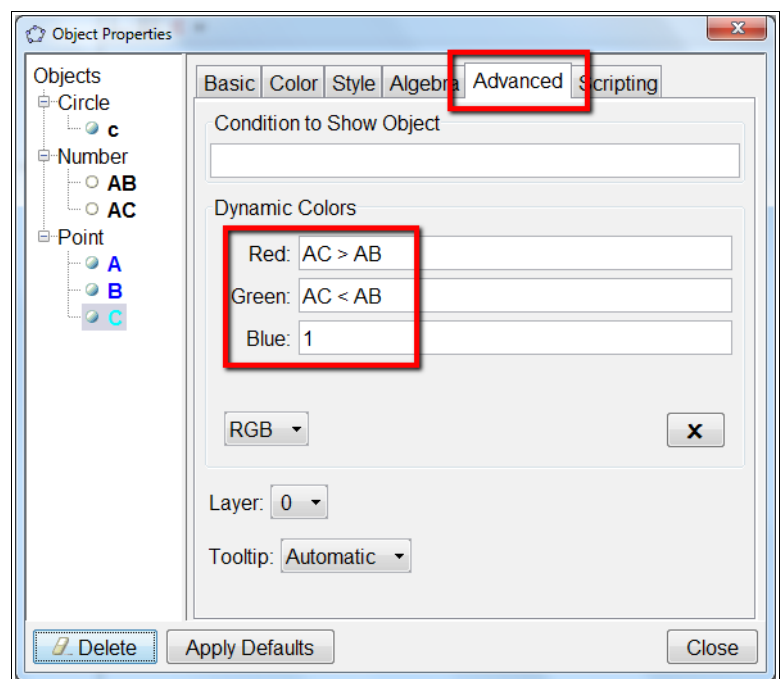 Object Properties
X
Objects
Circle
c
Number
AB
AC
Point
A
B
C
Basic Color Style Algebra Advanced Scripting
Condition to Show Object
Dynamic Colors
Red: AC > AB
Green: AC < AB
Blue: 1
RGB
X
Layer: 0
Tooltip: Automatic
Delete Apply Defaults Close